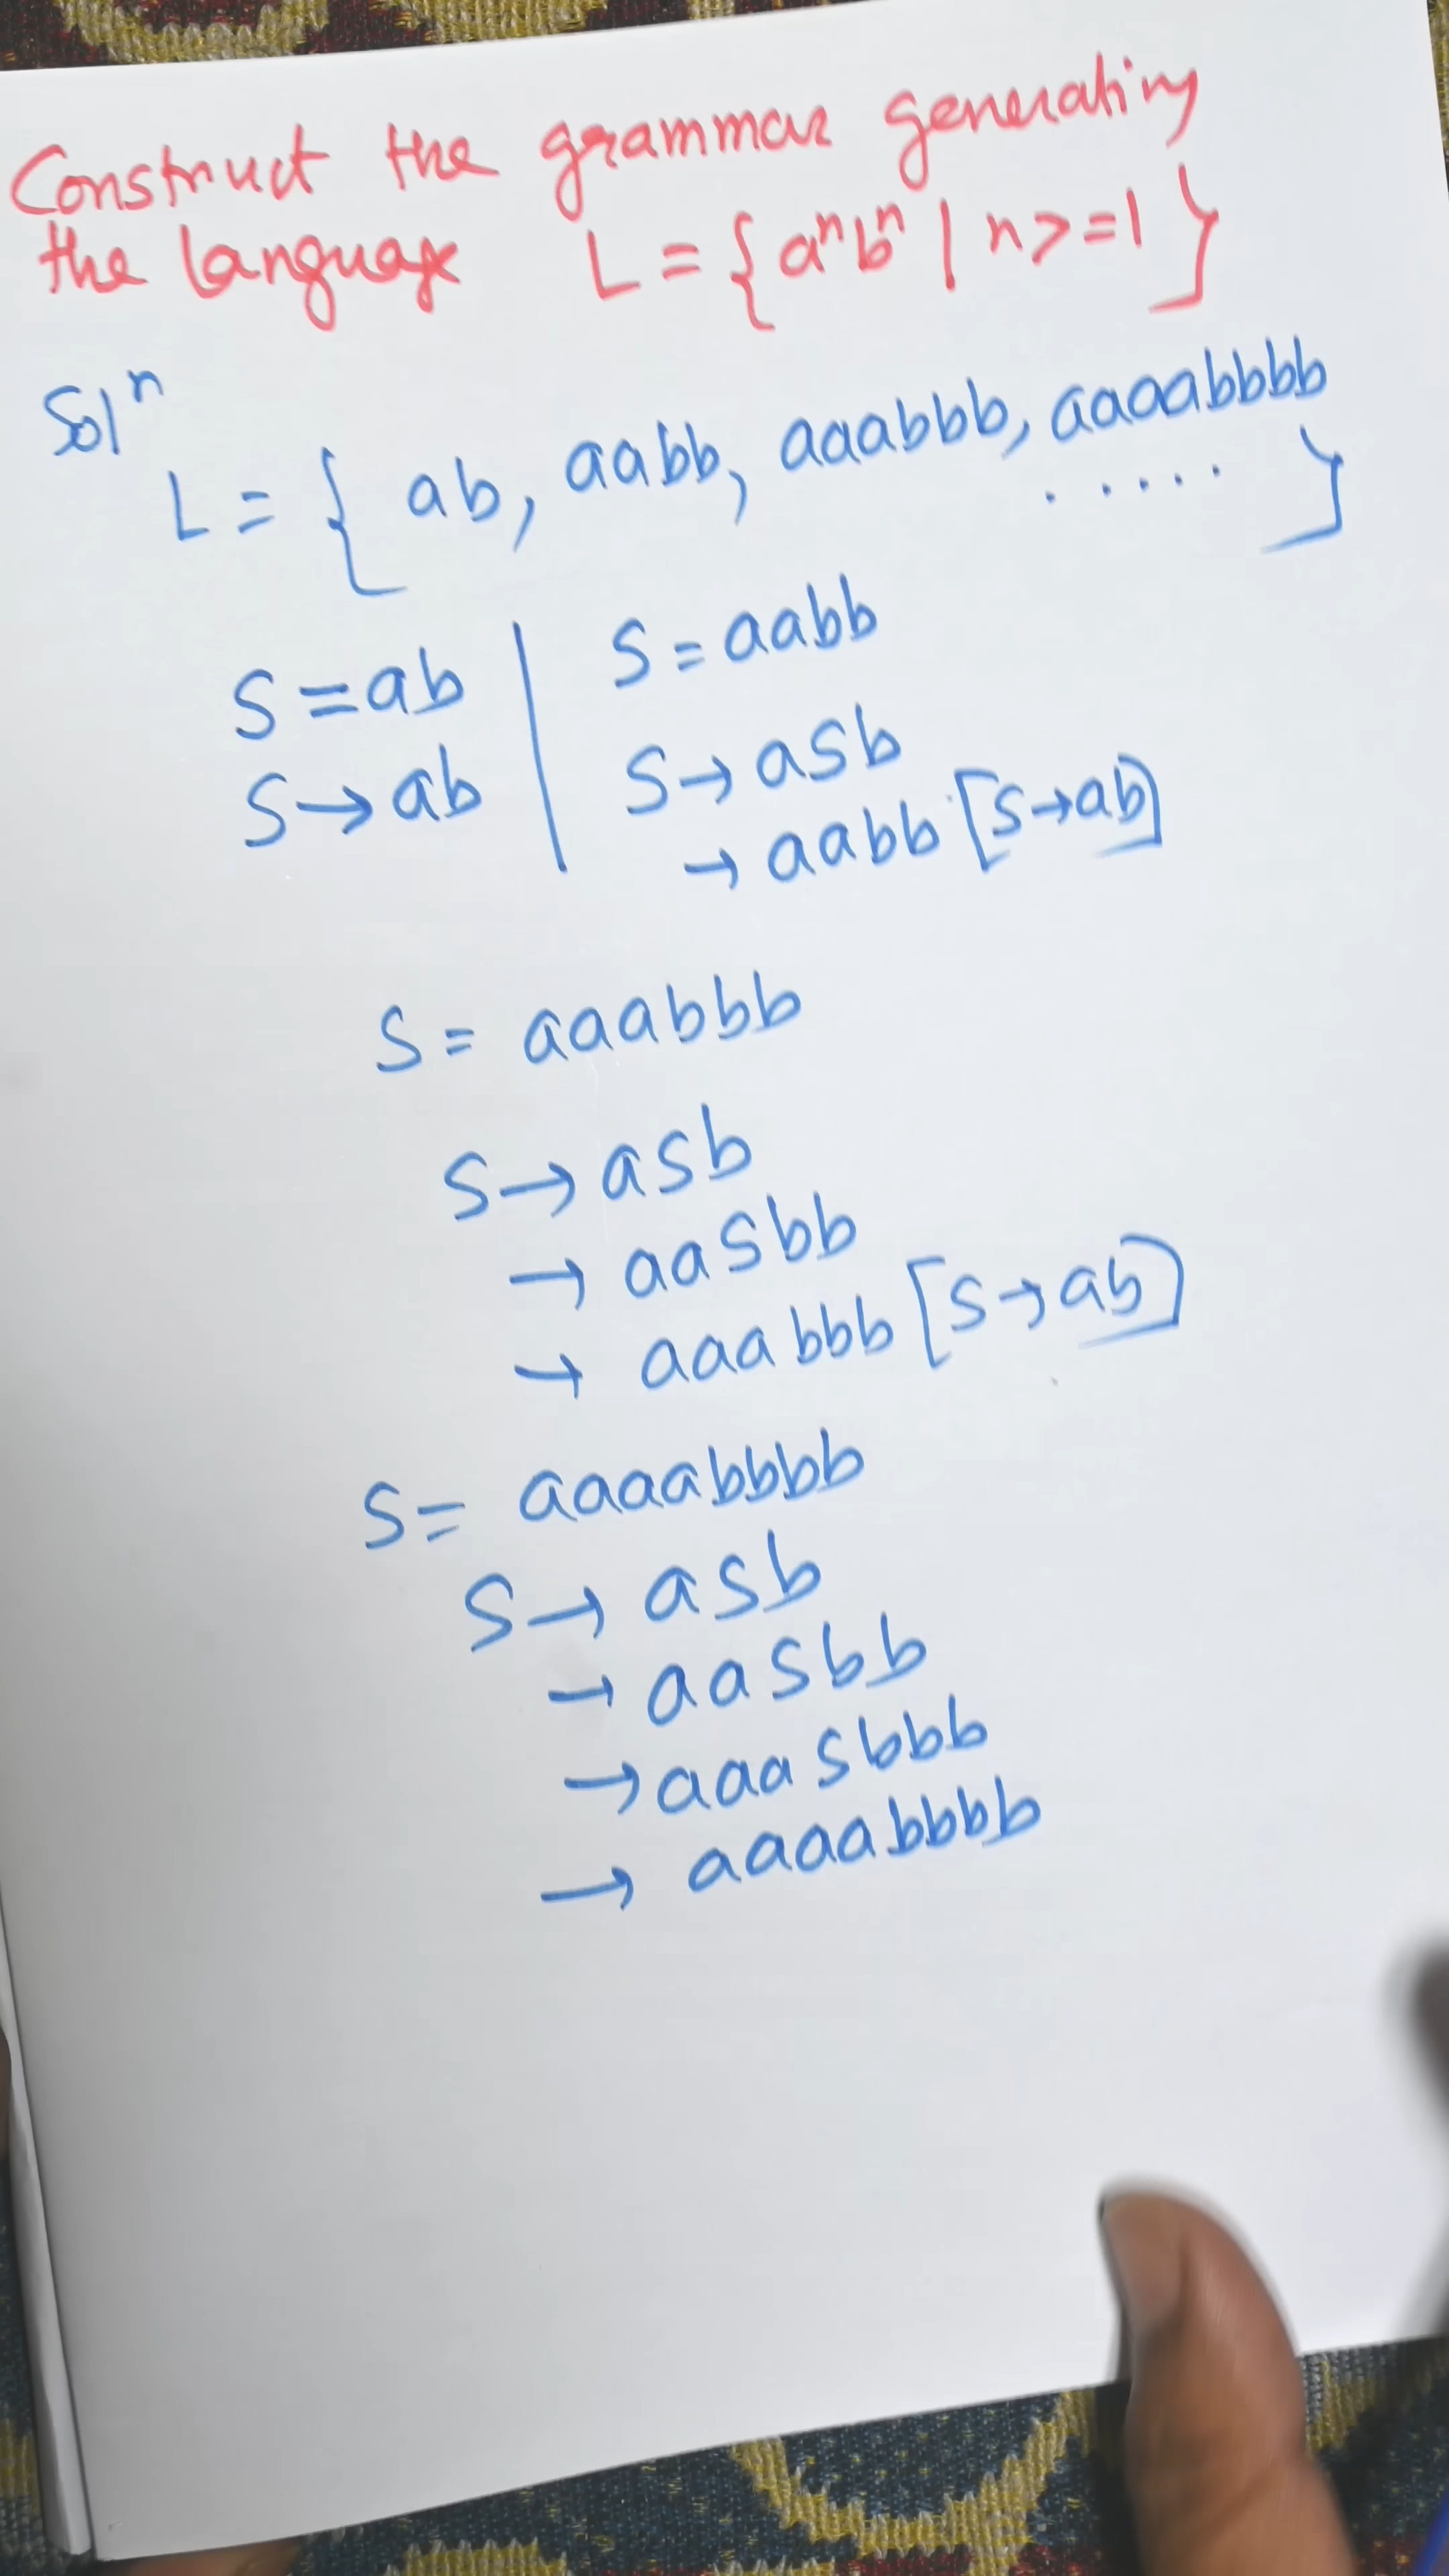 Construct the grammar generating
the language L = {aⁿbⁿ | n>=1}
Solⁿ
L = { ab, aabb, aaabbb, aaaabbbb
..... }
S = ab
S → ab
S = aabb
S → asb
→ aabb [S→ab]
S = aaabbb
S → asb
→ aasbb
→ aaabbb [S→ab]
S = aaaabbbb
S → asb
→ aasbb
→ aaasbbb
→ aaaabbbb